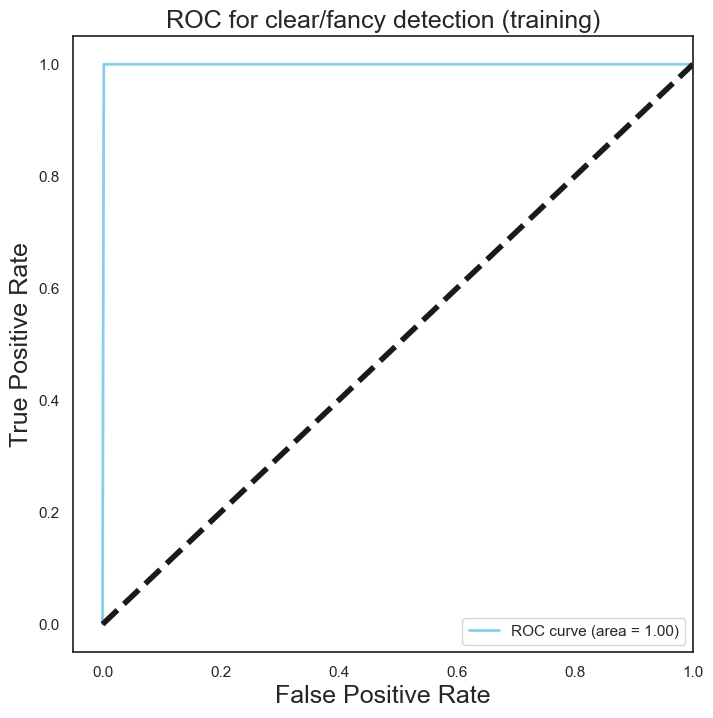 ROC for clear/fancy detection (training)
True Positive Rate
1.0
0.8
0.6
0.4
0.2
0.0
ROC curve (area = 1.00)
0.0 0.2 0.4 0.6 0.8 1.0
False Positive Rate